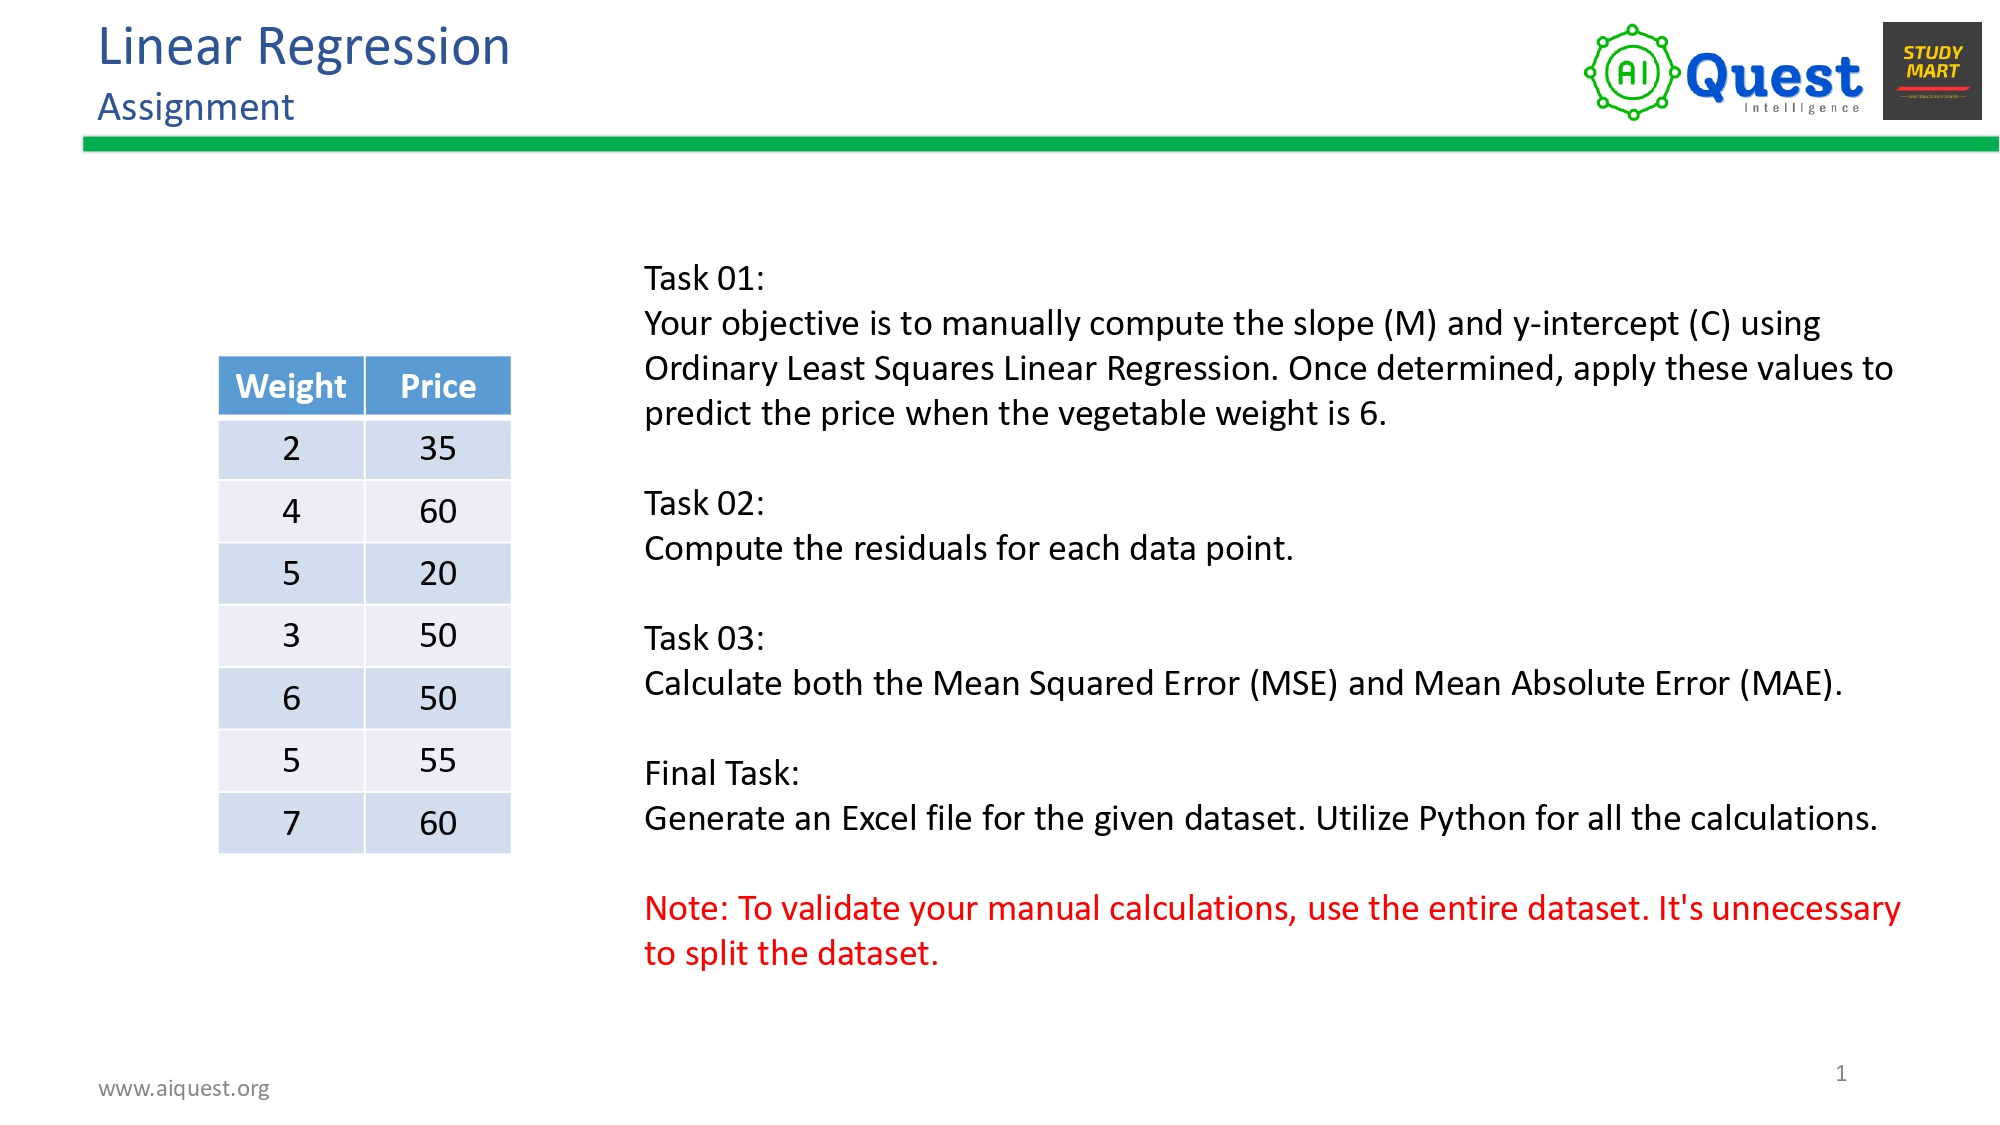 Linear Regression
Assignment
AI Quest
Intelligence
STUDY
MART
Weight Price
2 35
4 60
5 20
3 50
6 50
5 55
7 60
Task 01:
Your objective is to manually compute the slope (M) and y-intercept (C) using
Ordinary Least Squares Linear Regression. Once determined, apply these values to
predict the price when the vegetable weight is 6.
Task 02:
Compute the residuals for each data point.
Task 03:
Calculate both the Mean Squared Error (MSE) and Mean Absolute Error (MAE).
Final Task:
Generate an Excel file for the given dataset. Utilize Python for all the calculations.
Note: To validate your manual calculations, use the entire dataset. It's unnecessary
to split the dataset.
www.aiquest.org
1